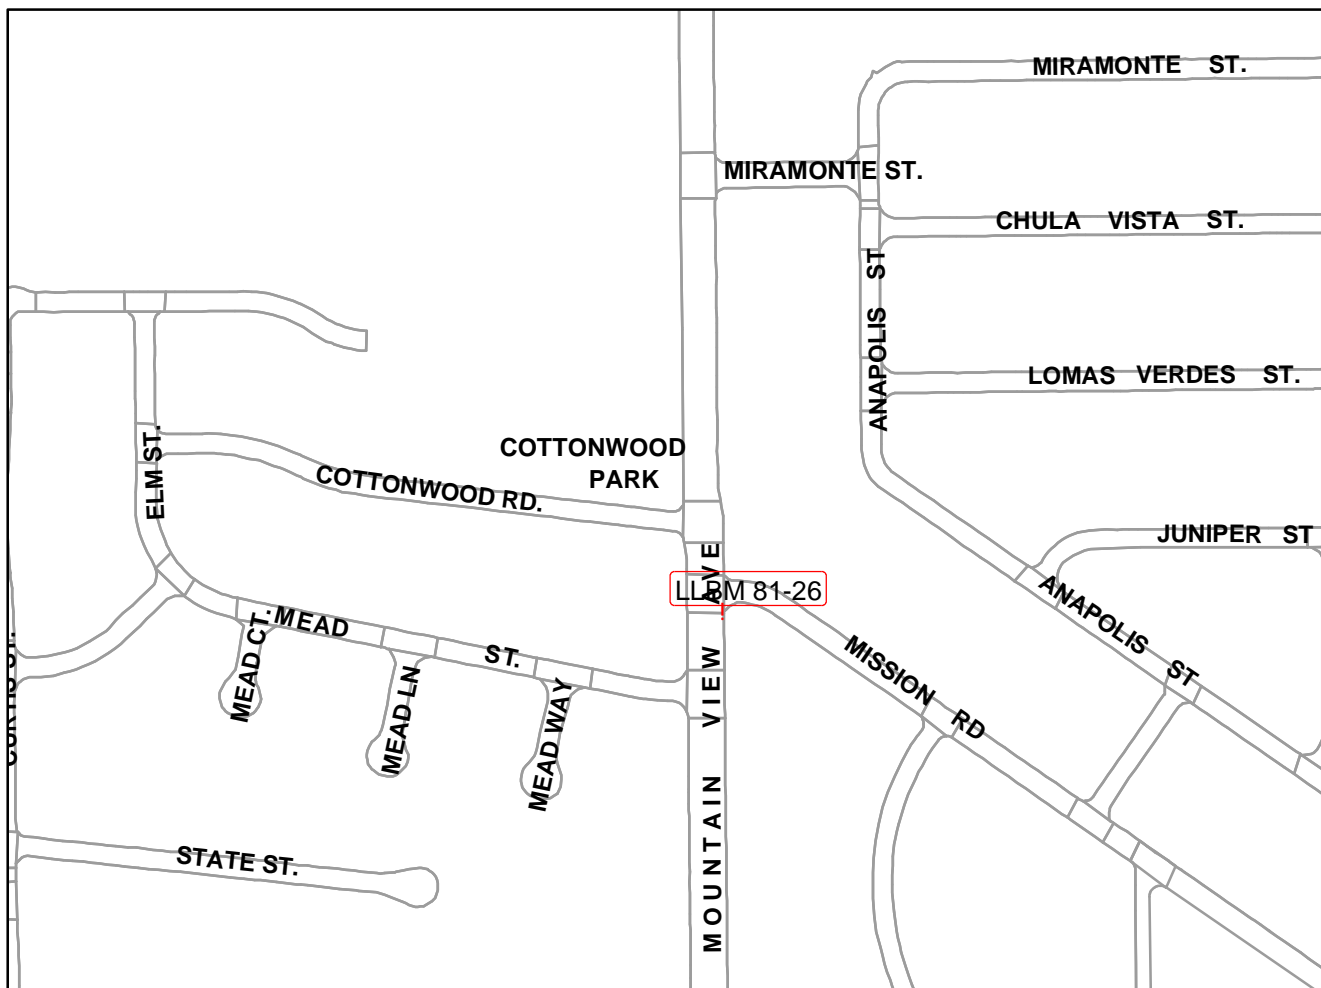 MIRAMONTE ST.
MIRAMONTE ST.
CHULA VISTA ST.
ANAPOLIS ST
LOMAS VERDES ST.
COTTONWOOD
PARK
ELM ST.
COTTONWOOD RD.
JUNIPER ST
LLBM 81-26
ANAPOLIS ST
MEAD ST.
MEAD CT.
MEAD LN
MEAD WAY
MISSION RD
CURTIS ST.
MOUNTAIN VIEW AVE
STATE ST.